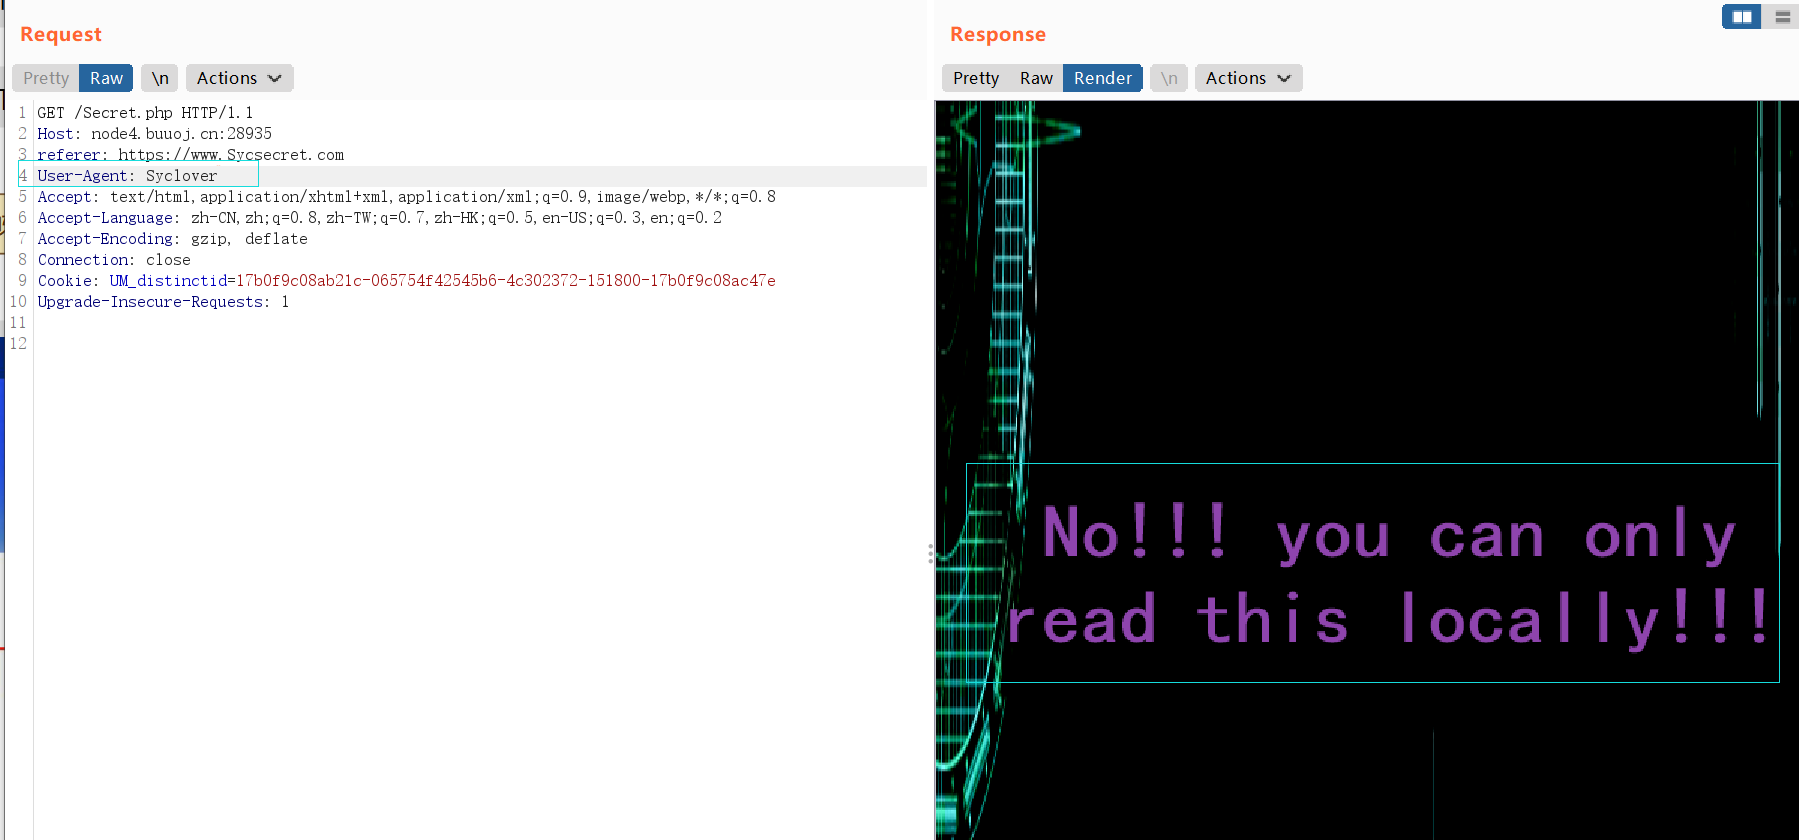 Request
Pretty Raw \n Actions
1 GET /Secret.php HTTP/1.1
2 Host: node4.buuoj.cn:28935
3 referer: https://www.Sycsecret.com
4 User-Agent: Syclover
5 Accept: text/html,application/xhtml+xml,application/xml;q=0.9,image/webp,*/*;q=0.8
6 Accept-Language: zh-CN,zh;q=0.8,zh-TW;q=0.7,zh-HK;q=0.5,en-US;q=0.3,en;q=0.2
7 Accept-Encoding: gzip, deflate
8 Connection: close
9 Cookie: UM_distinctid=17b0f9c08ab21c-065754f42545b6-4c302372-151800-17b0f9c08ac47e
10 Upgrade-Insecure-Requests: 1
11
12
Response
Pretty Raw Render \n Actions
No!!! you can only
read this locally!!!